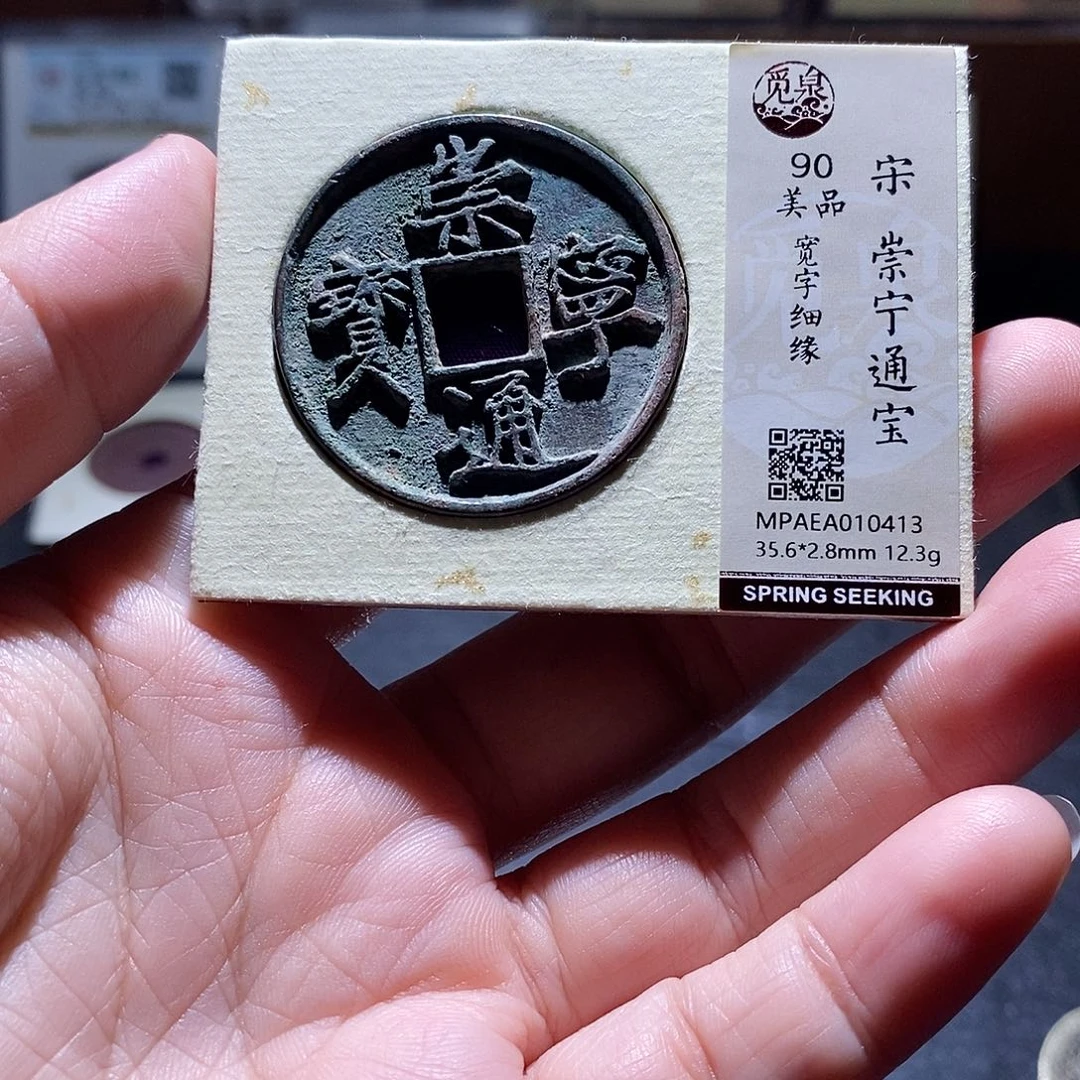 崇
寧
通
寶
觅泉
90
美品
宽字细缘
宋 崇宁通宝
MPAEA010413
35.6*2.8mm 12.3g
SPRING SEEKING